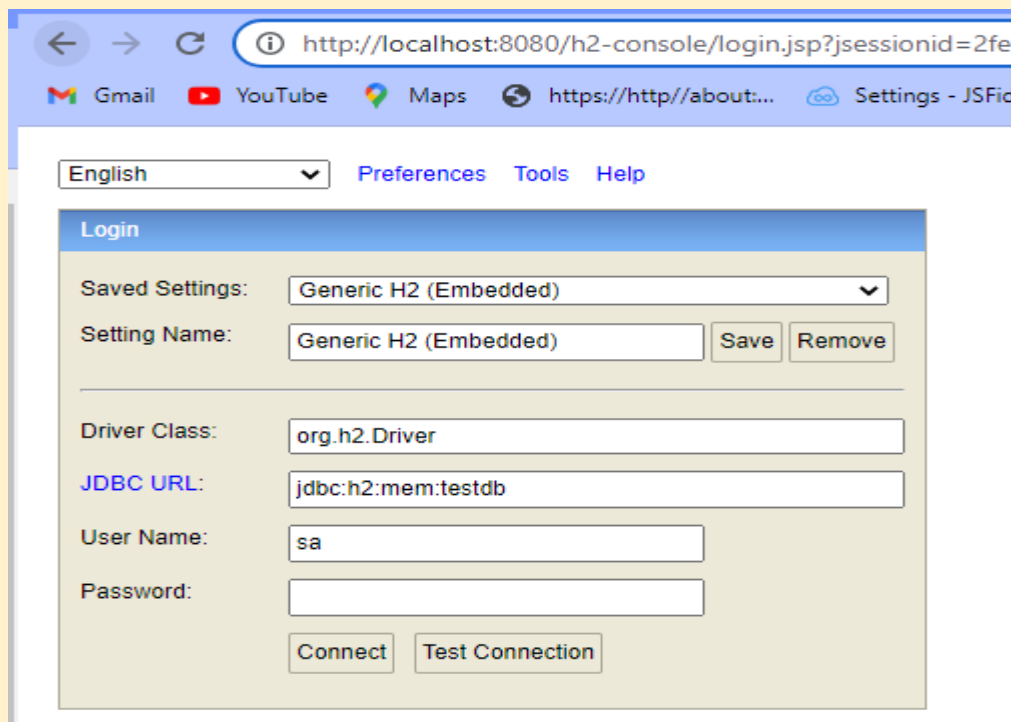 http://localhost:8080/h2-console/login.jsp?jsessionid=2fe
Gmail YouTube Maps https://http//about:... Settings - JSFid
English Preferences Tools Help
Login
Saved Settings: Generic H2 (Embedded)
Setting Name: Generic H2 (Embedded) Save Remove
Driver Class: org.h2.Driver
JDBC URL: jdbc:h2:mem:testdb
User Name: sa
Password:
Connect Test Connection